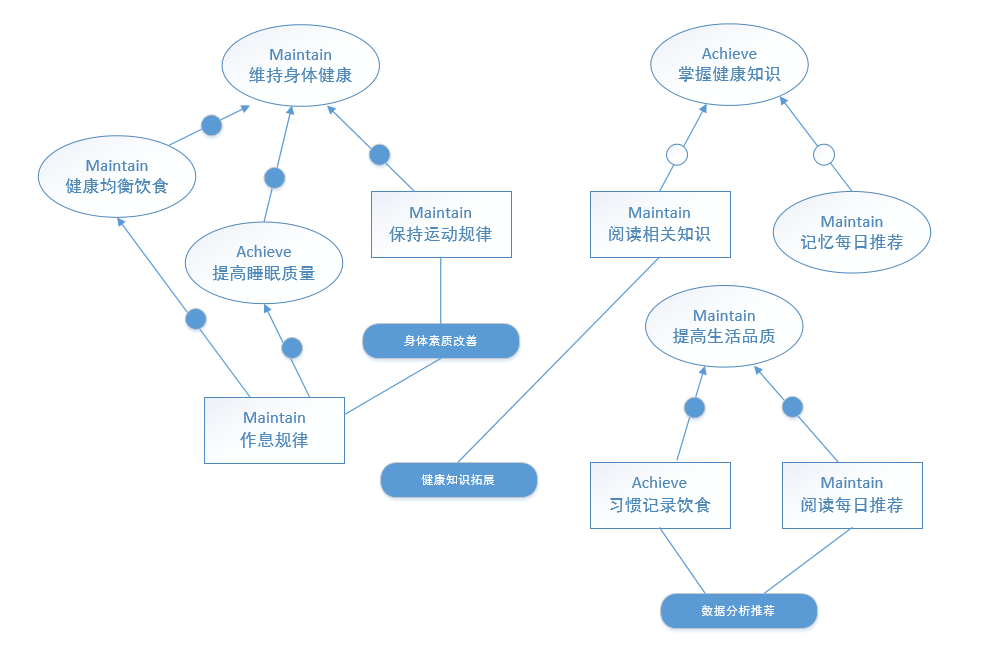 Maintain
维持身体健康
Achieve
掌握健康知识
Maintain
健康均衡饮食
Maintain
保持运动规律
Maintain
阅读相关知识
Maintain
记忆每日推荐
Achieve
提高睡眠质量
Maintain
提高生活品质
身体素质改善
Maintain
作息规律
健康知识拓展
Achieve
习惯记录饮食
Maintain
阅读每日推荐
数据分析推荐